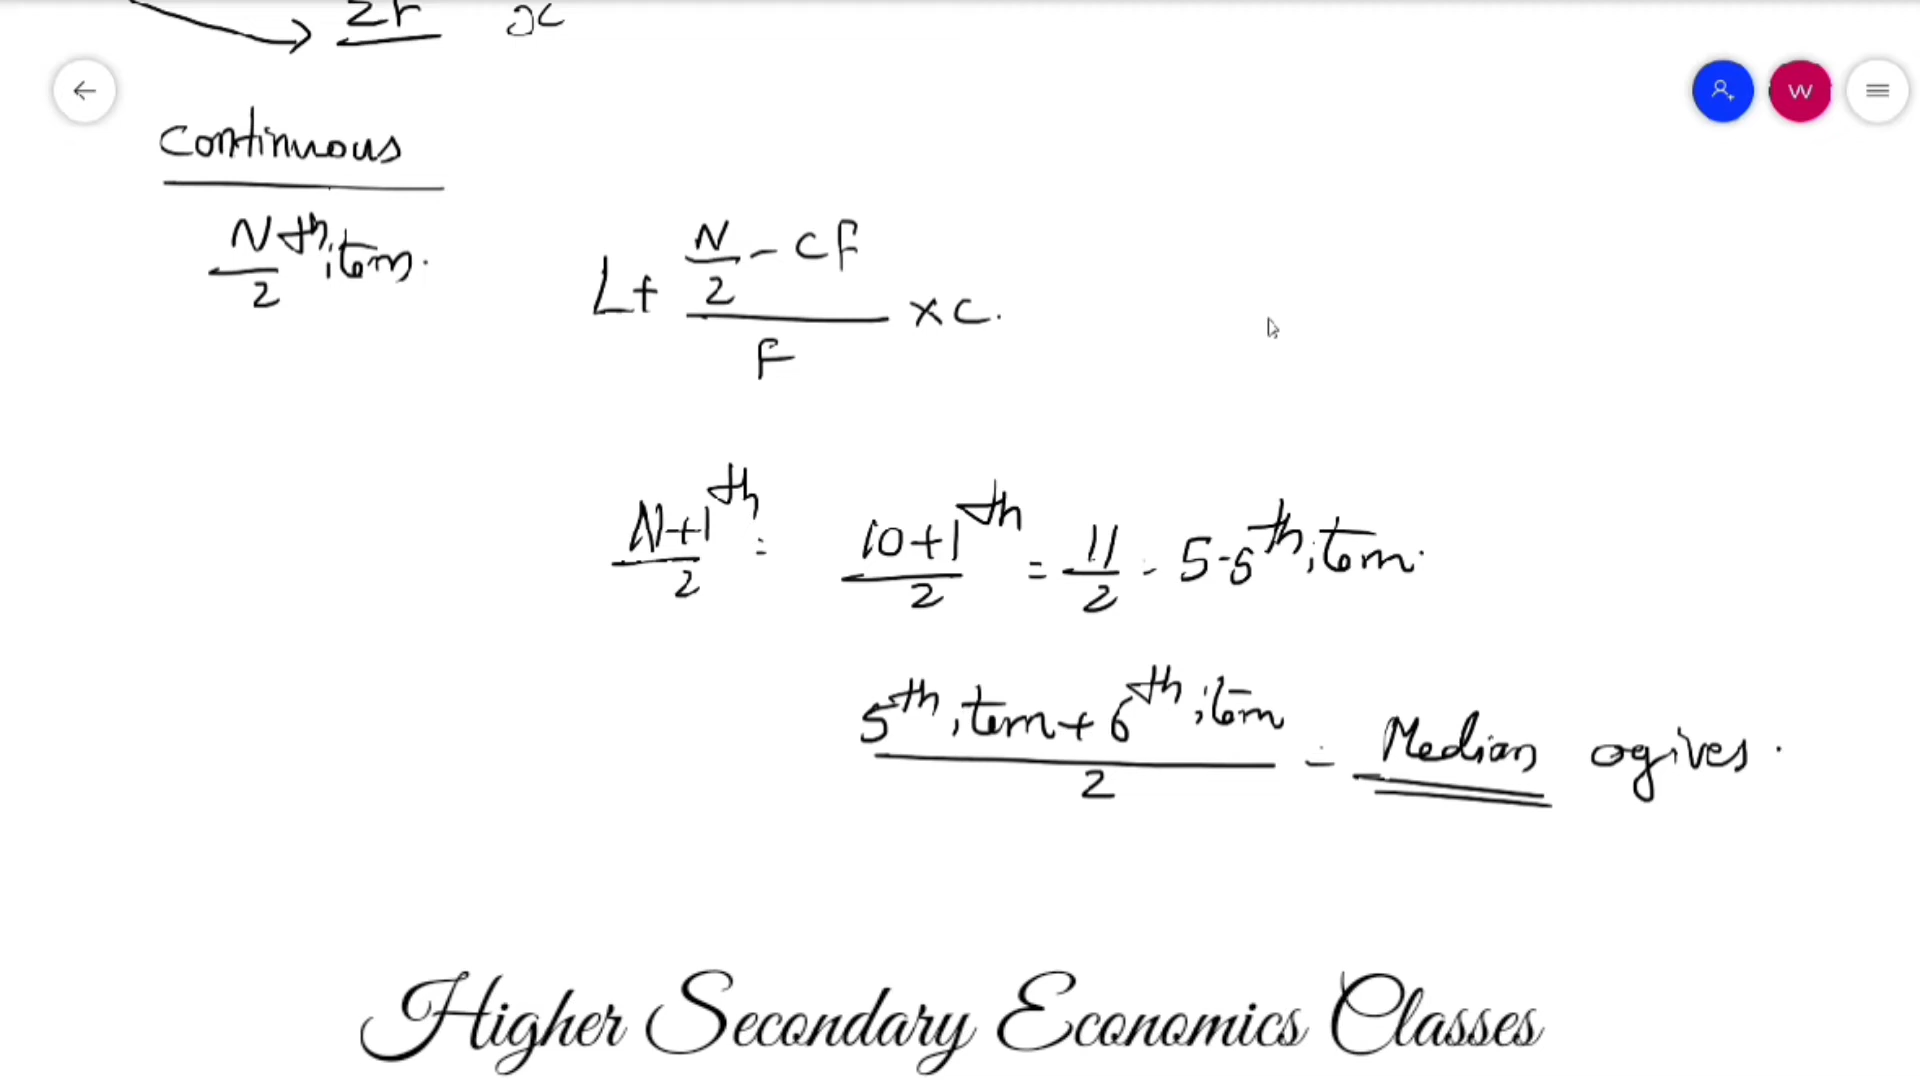 x
continuous
N/2 th item.
L + (N/2 - cf)/F × c.
N+1/2 th = 10+1/2 th = 11/2 - 5.5th item.
5th item + 6th item / 2 = Median ogives.
Higher Secondary Economics Classes
W